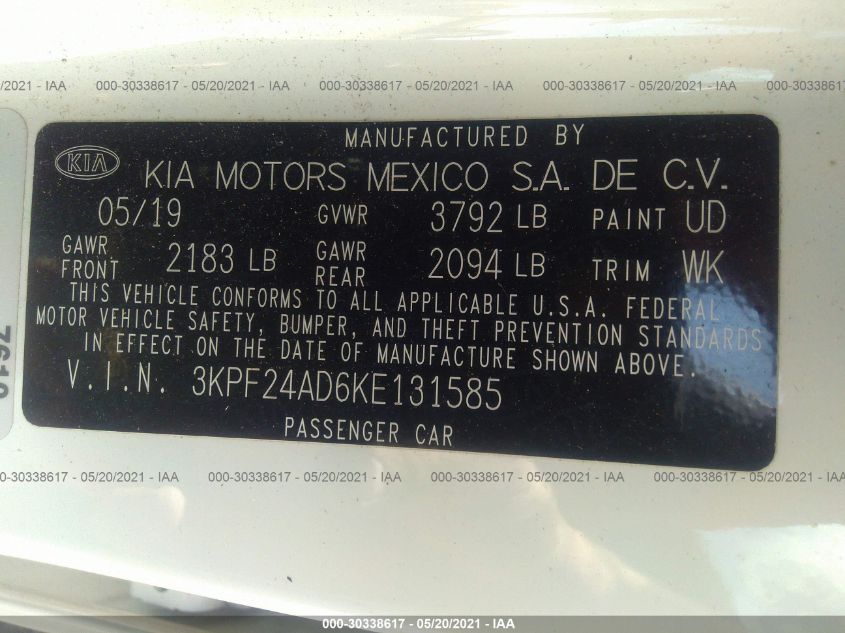 /2021 - IAA 000-30338617 - 05/20/2021 - IAA 000-30338617 - 05/20/2021 - IAA 000-30338617 - 05/20/2021
MANUFACTURED BY
KIA KIA MOTORS MEXICO S.A. DE C.V.
05/19 GVWR 3792 LB PAINT UD
GAWR FRONT 2183 LB GAWR REAR 2094 LB TRIM WK
THIS VEHICLE CONFORMS TO ALL APPLICABLE U.S.A. FEDERAL
MOTOR VEHICLE SAFETY, BUMPER, AND THEFT PREVENTION STANDARDS
IN EFFECT ON THE DATE OF MANUFACTURE SHOWN ABOVE.
V.I.N. 3KPF24AD6KE131585
PASSENGER CAR
30338617 - 05/20/2021 - IAA 000-30338617 - 05/20/2021 - IAA 000-30338617 - 05/20/2021 - IAA 000-30338617 - 05/20/2021 - IAA
000-30338617 - 05/20/2021 - IAA